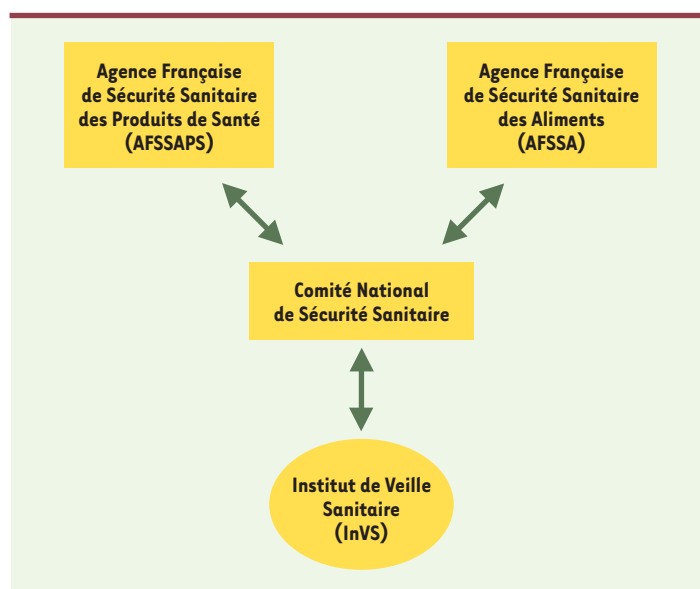 Agence Française
de Sécurité Sanitaire
des Produits de Santé
(AFSSAPS)
Agence Française
de Sécurité Sanitaire
des Aliments
(AFSSA)
Comité National
de Sécurité Sanitaire
Institut de Veille
Sanitaire
(InVS)